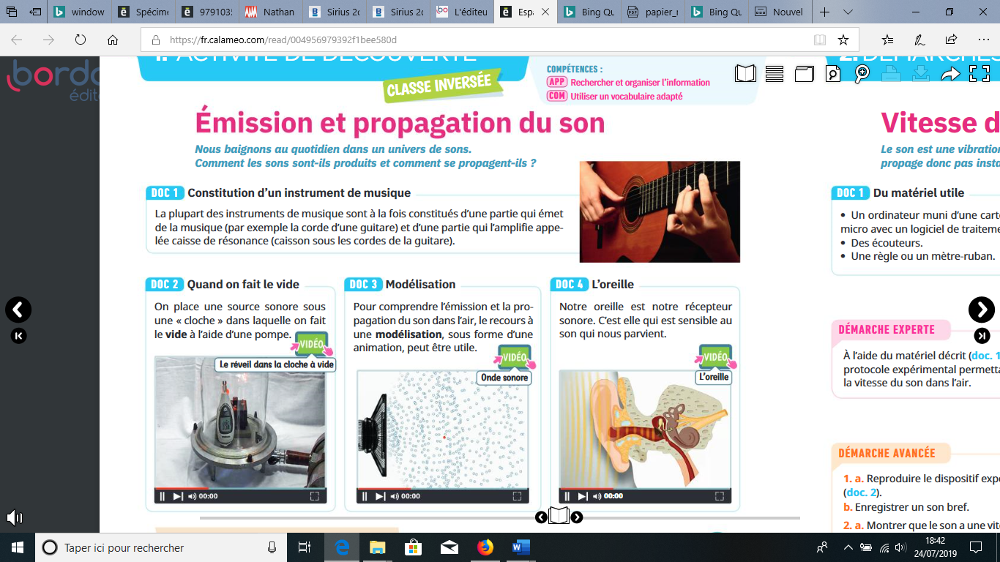 window
Spécime
979103
Nathan
Sirius 2
Sirius 2
L'éditeu
Esp
Bing Qu
papier_r
Bing Qu
Nouvel
https://fr.calameo.com/read/004956979392f1bee580d
1. ACTIVITÉ DE DÉCOUVERTE
CLASSE INVERSÉE
COMPÉTENCES :
APP Rechercher et organiser l'information
COM Utiliser un vocabulaire adapté
Émission et propagation du son
Nous baignons au quotidien dans un univers de sons.
Comment les sons sont-ils produits et comment se propagent-ils ?
DOC 1 Constitution d'un instrument de musique
La plupart des instruments de musique sont à la fois constitués d'une partie qui émet
de la musique (par exemple la corde d'une guitare) et d'une partie qui l'amplifie appe-
lée caisse de résonance (caisson sous les cordes de la guitare).
DOC 2 Quand on fait le vide
On place une source sonore sous
une « cloche » dans laquelle on fait
le vide à l'aide d'une pompe.
VIDÉO
Le réveil dans la cloche à vide
00:00
DOC 3 Modélisation
Pour comprendre l'émission et la pro-
pagation du son dans l'air, le recours à
une modélisation, sous forme d'une
animation, peut être utile.
VIDÉO
Onde sonore
00:00
DOC 4 L'oreille
Notre oreille est notre récepteur
sonore. C'est elle qui est sensible au
son qui nous parvient.
VIDÉO
L'oreille
00:00
2. DÉMARCHES
Vitesse d
Le son est une vibration
propage donc pas insta
DOC 1 Du matériel utile
• Un ordinateur muni d'une carte
micro avec un logiciel de traiteme
• Des écouteurs.
• Une règle ou un mètre-ruban.
DÉMARCHE EXPERTE
À l'aide du matériel décrit (doc. 1
protocole expérimental permetta
la vitesse du son dans l'air.
DÉMARCHE AVANCÉE
1. a. Reproduire le dispositif expé
(doc. 2).
b. Enregistrer un son bref.
2. a. Montrer que le son a une vit
borda
édite
Taper ici pour rechercher
18:42
24/07/2019